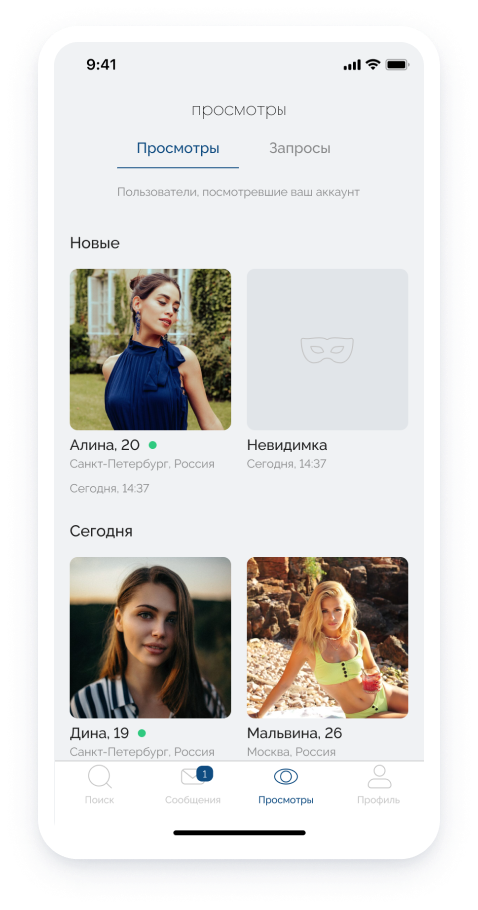 9:41
просмотры
Просмотры Запросы
Пользователи, посмотревшие ваш аккаунт
Новые
Алина, 20 Невидимка
Санкт-Петербург, Россия Сегодня, 14:37
Сегодня, 14:37
Сегодня
Дина, 19 Мальвина, 26
Санкт-Петербург, Россия Москва, Россия
1
Поиск Сообщения Просмотры Профиль